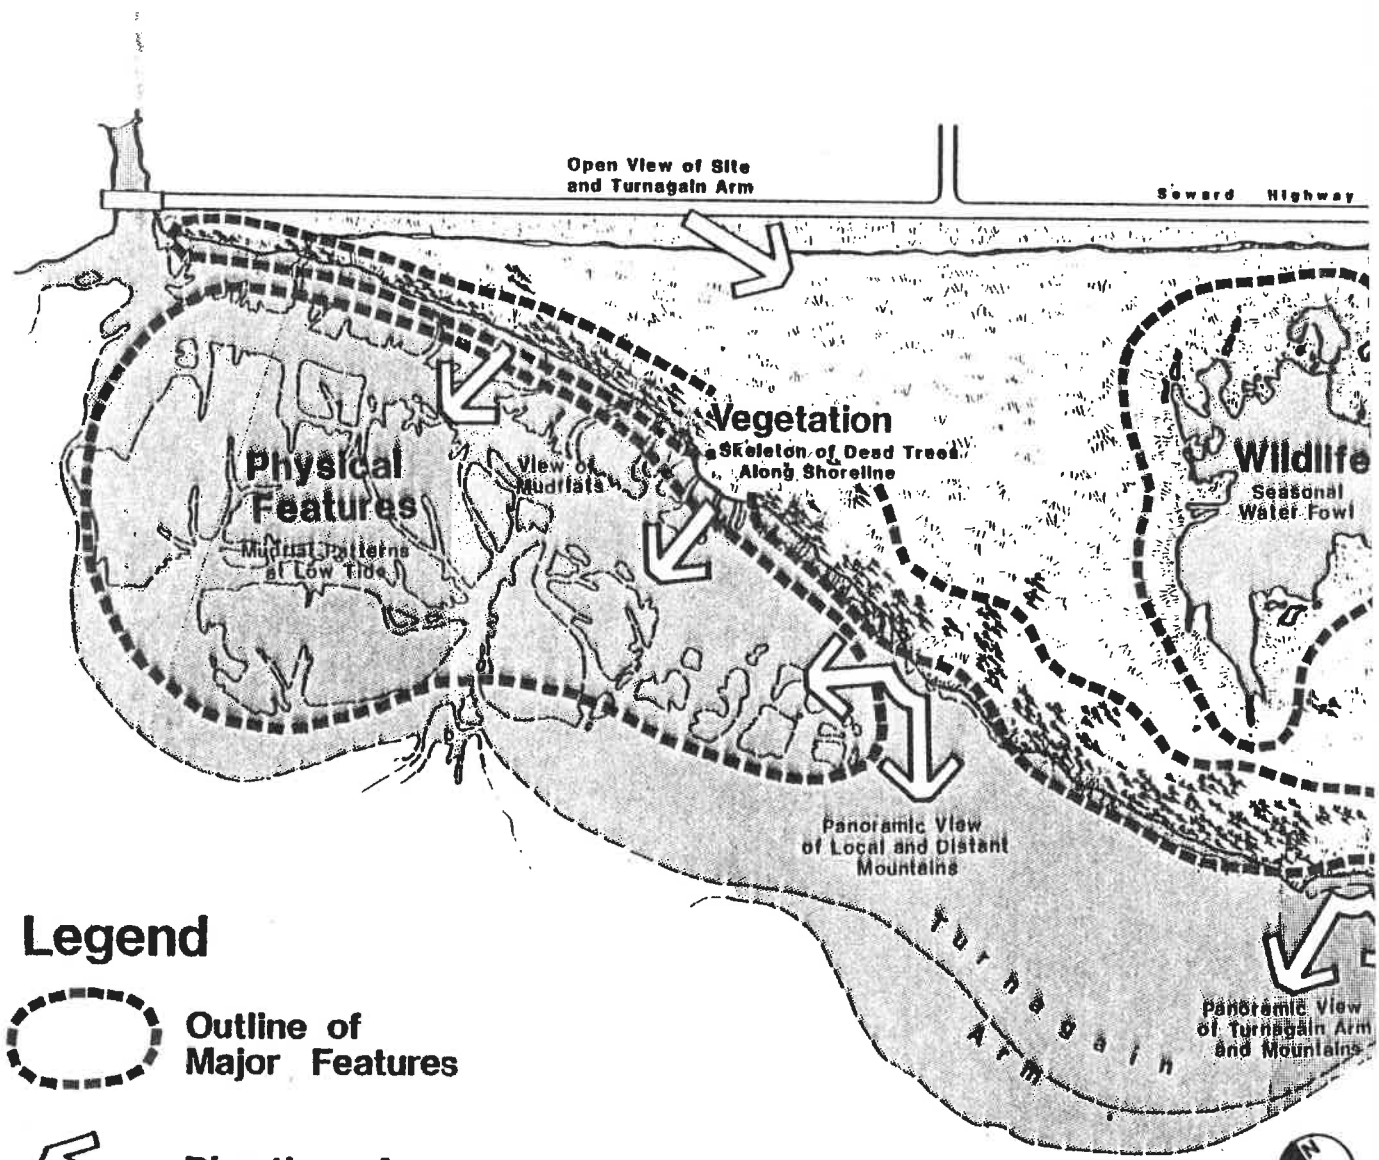 Open View of Site
and Turnagain Arm
Seward Highway
Vegetation
Skeleton of Dead Trees
Along Shoreline
Physical
Features
Mudflat Patterns
at Low Tide
View of
Mudflats
Wildlife
Seasonal
Water Fowl
Panoramic View
of Local and Distant
Mountains
Turnagain
Arm
Panoramic View
of Turnagain Arm
and Mountains
Legend
Outline of
Major Features
N